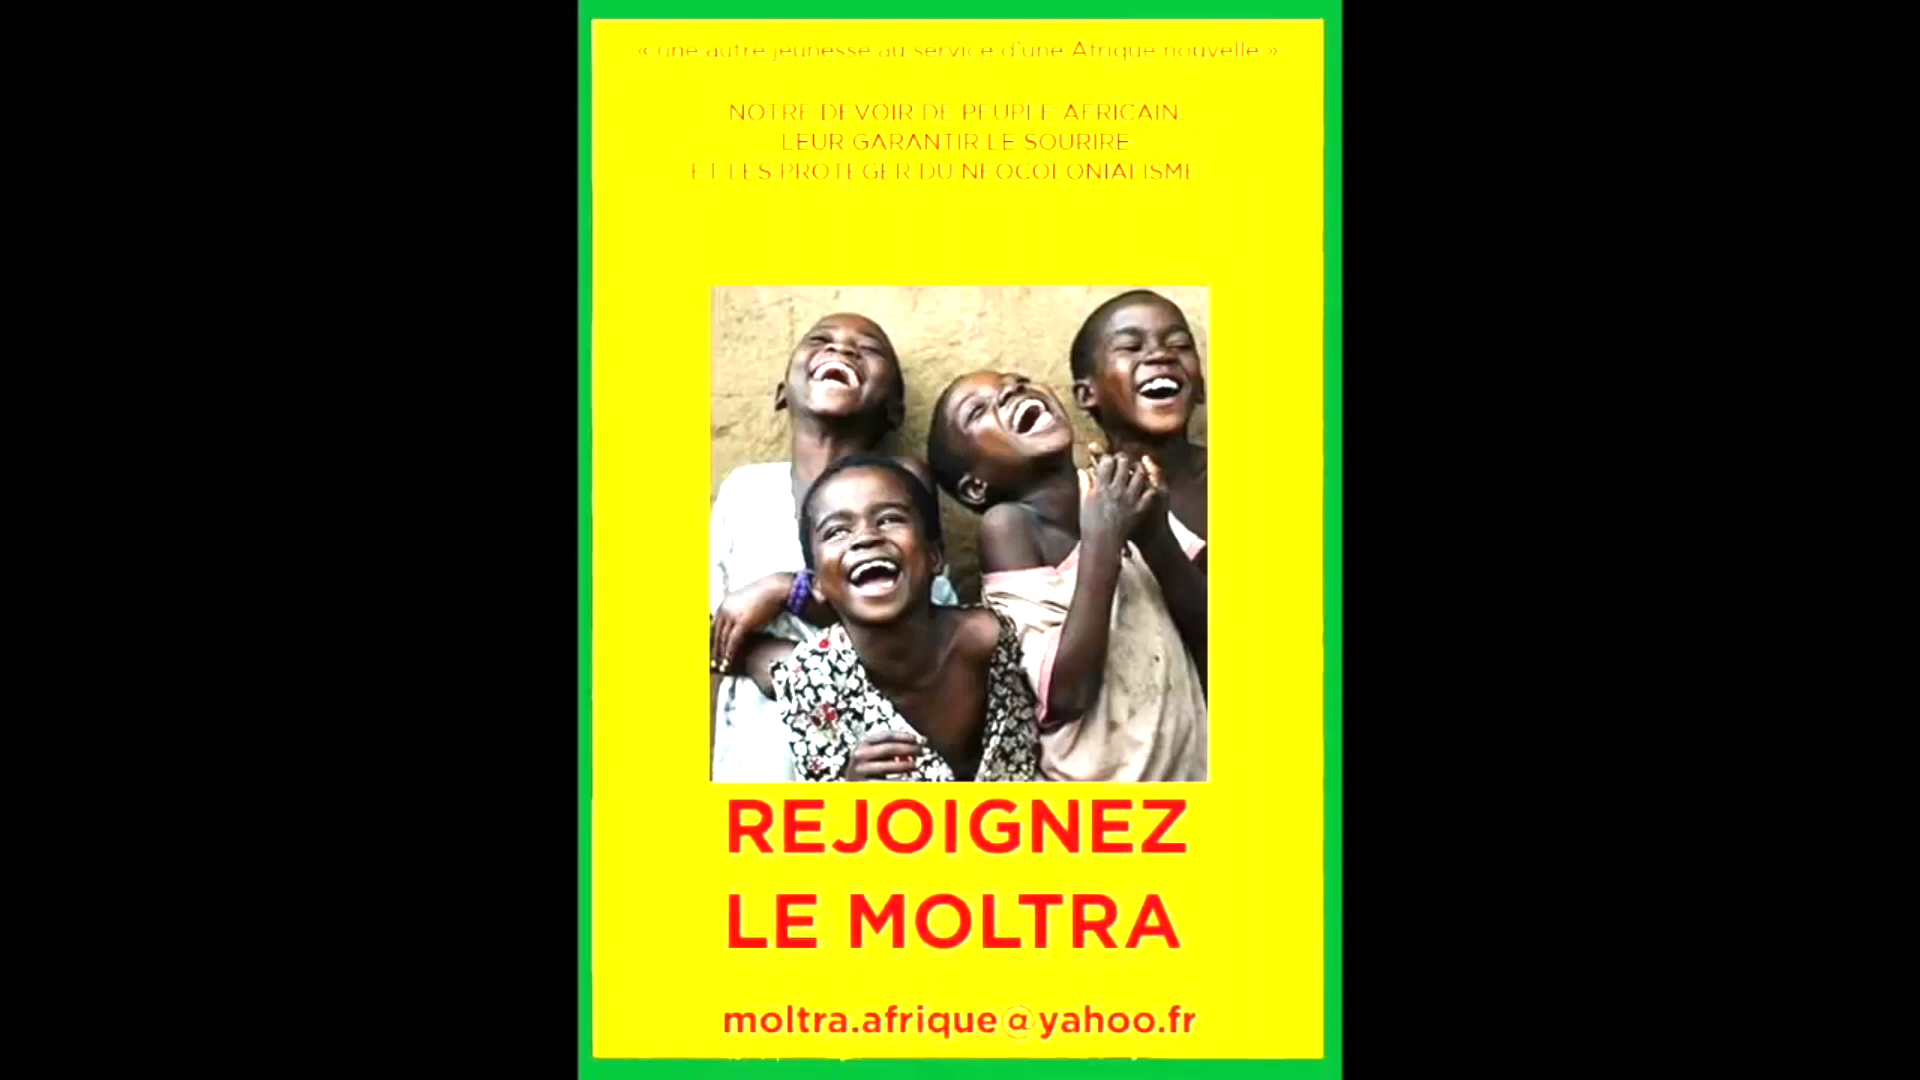 « une autre jeunesse au service d'une Afrique nouvelle »
NOTRE DEVOIR DE PEUPLE AFRICAIN,
LEUR GARANTIR LE SOURIRE
ET LES PROTEGER DU NEOCOLONIALISME
REJOIGNEZ
LE MOLTRA
moltra.afrique@yahoo.fr